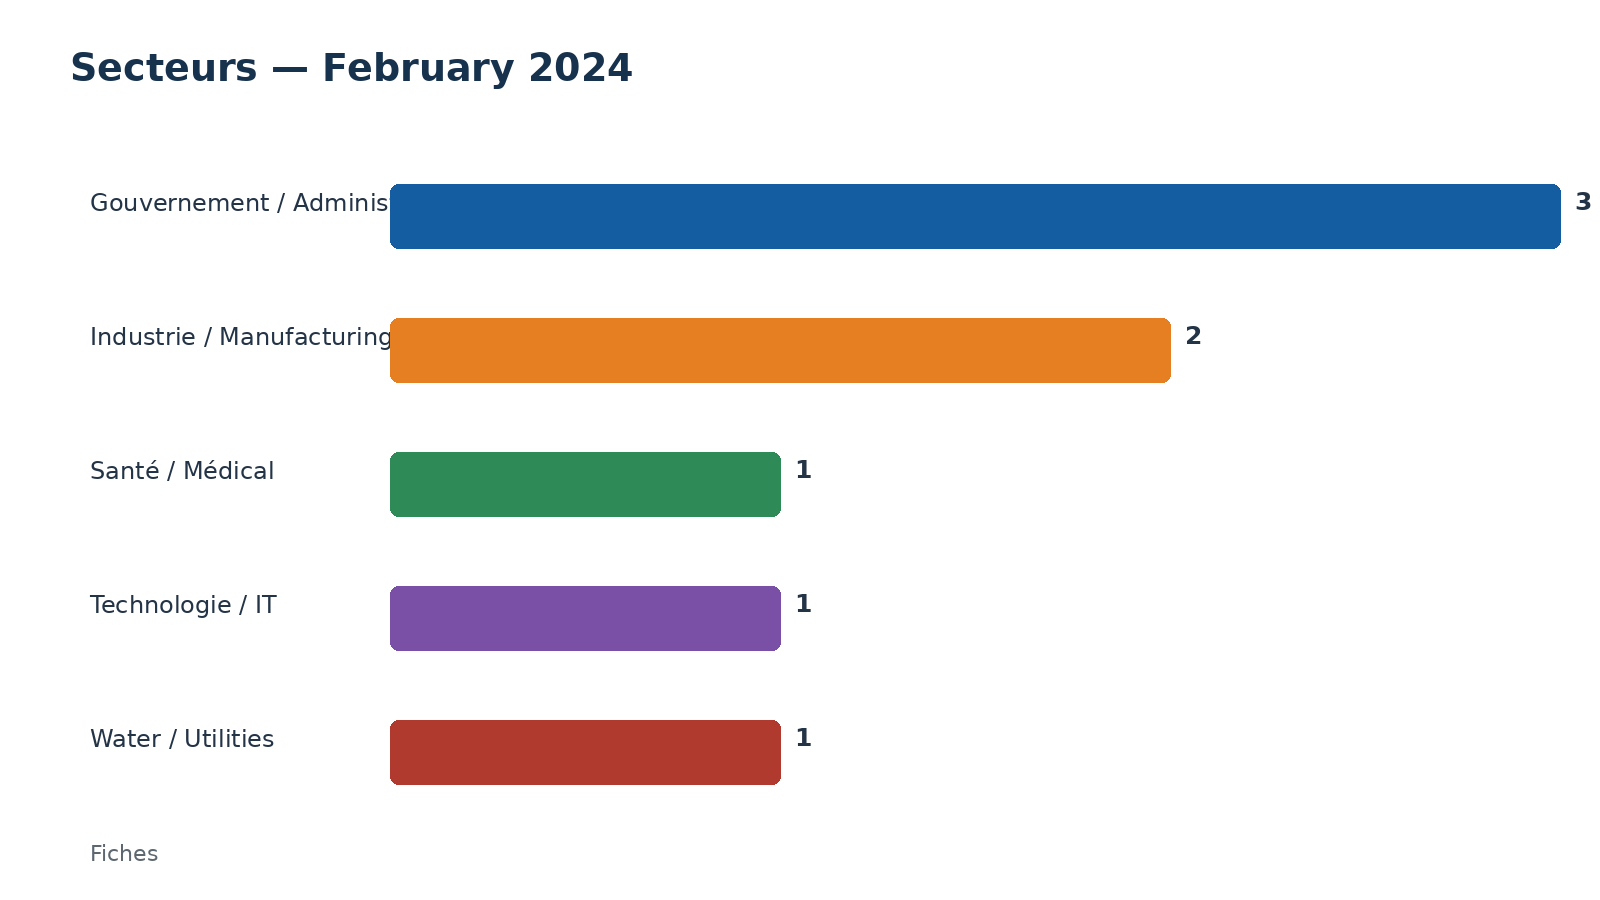 Secteurs — February 2024
Gouvernement / Adminis
3
Industrie / Manufacturing
2
Santé / Médical
1
Technologie / IT
1
Water / Utilities
1
Fiches